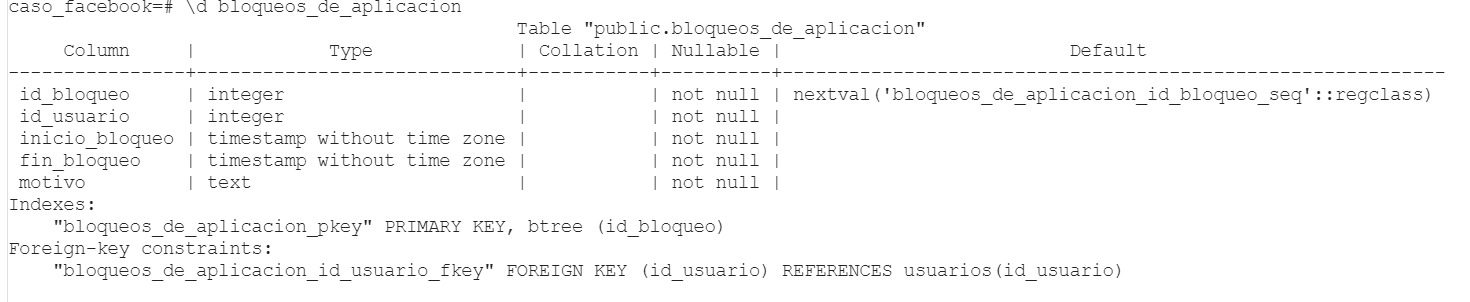 caso_facebook=# \d bloqueos_de_aplicacion
                                              Table "public.bloqueos_de_aplicacion"
     Column     |            Type             | Collation | Nullable |                          Default
----------------+-----------------------------+-----------+----------+------------------------------------------------------------
 id_bloqueo     | integer                     |           | not null | nextval('bloqueos_de_aplicacion_id_bloqueo_seq'::regclass)
 id_usuario     | integer                     |           | not null |
 inicio_bloqueo | timestamp without time zone |           | not null |
 fin_bloqueo    | timestamp without time zone |           | not null |
 motivo         | text                        |           | not null |
Indexes:
    "bloqueos_de_aplicacion_pkey" PRIMARY KEY, btree (id_bloqueo)
Foreign-key constraints:
    "bloqueos_de_aplicacion_id_usuario_fkey" FOREIGN KEY (id_usuario) REFERENCES usuarios(id_usuario)